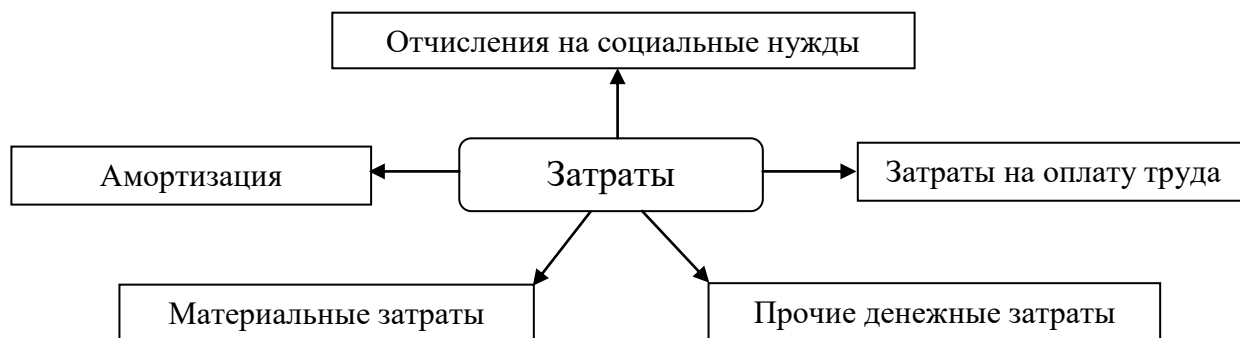 Отчисления на социальные нужды
Амортизация
Затраты
Затраты на оплату труда
Материальные затраты
Прочие денежные затраты